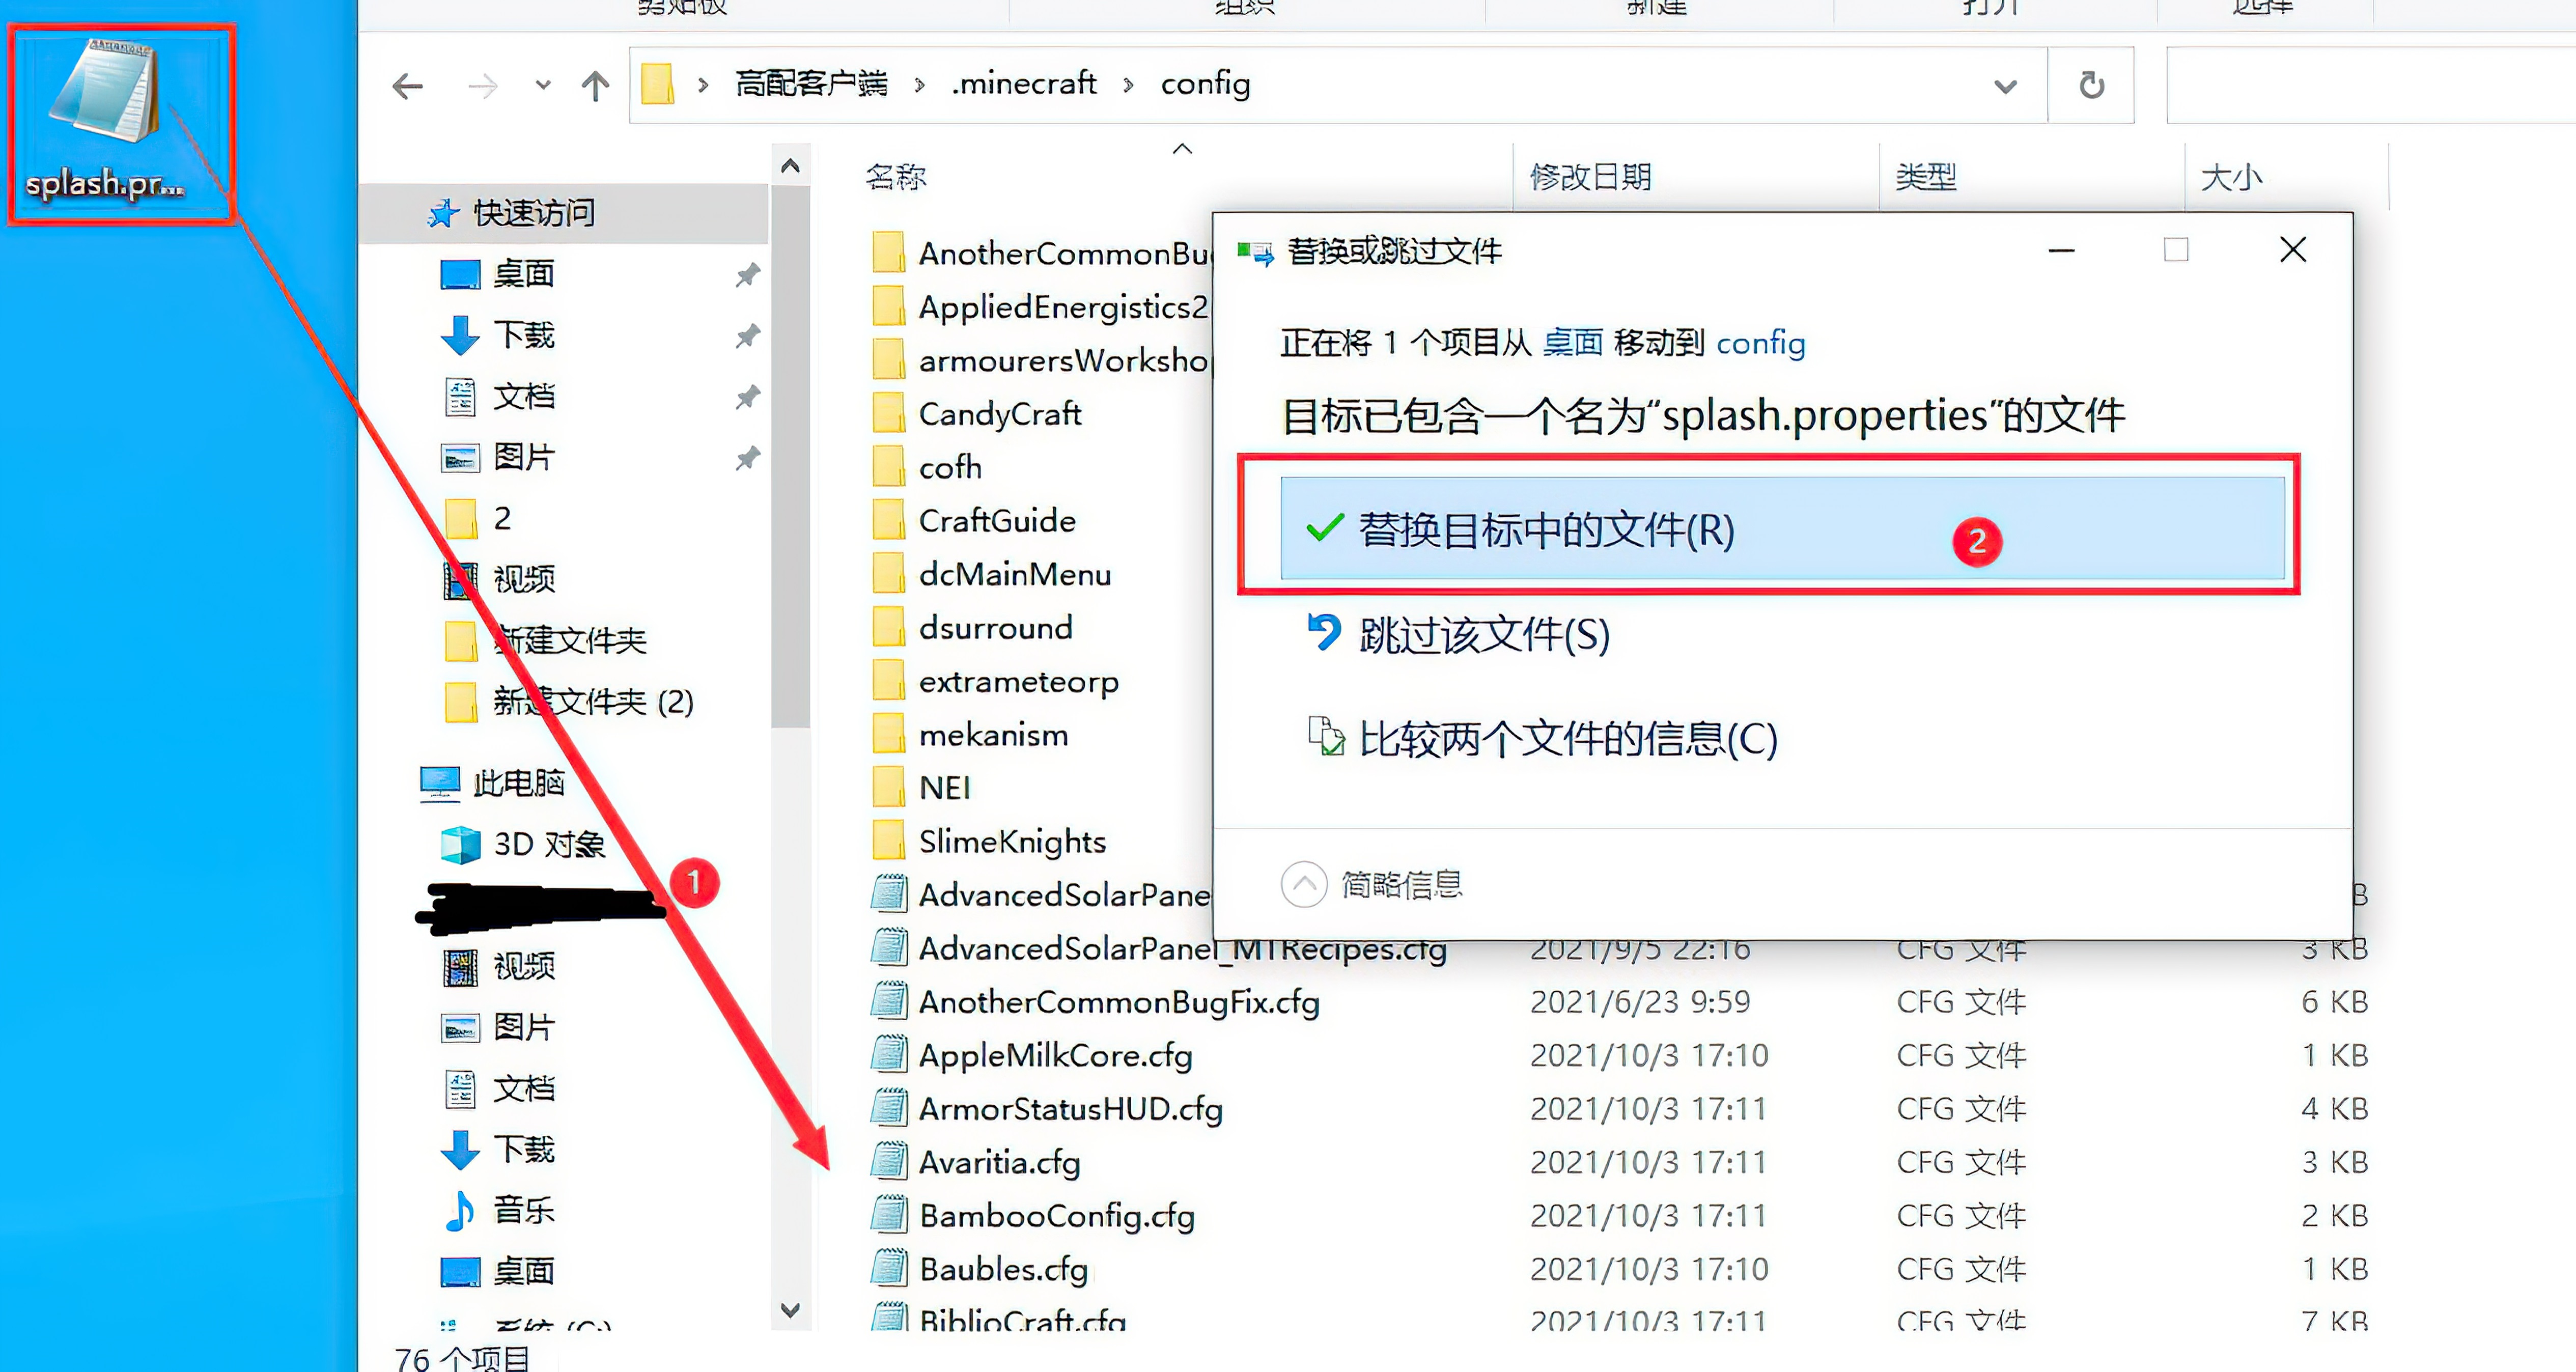 剪贴板
组织
新建
打开
选择
splash.pr...
高配客户端 › .minecraft › config
名称
修改日期
类型
大小
快速访问
桌面
下载
文档
图片
2
视频
新建文件夹
新建文件夹 (2)
此电脑
3D 对象
视频
图片
文档
下载
音乐
桌面
系统 (C:)
76 个项目
1
AnotherCommonBu
AppliedEnergistics2
armourersWorksho
CandyCraft
cofh
CraftGuide
dcMainMenu
dsurround
extrameteorp
mekanism
NEI
SlimeKnights
AdvancedSolarPane
AdvancedSolarPanel_MTRecipes.cfg 2021/9/5 22:16 CFG 文件 3 KB
AnotherCommonBugFix.cfg 2021/6/23 9:59 CFG 文件 6 KB
AppleMilkCore.cfg 2021/10/3 17:10 CFG 文件 1 KB
ArmorStatusHUD.cfg 2021/10/3 17:11 CFG 文件 4 KB
Avaritia.cfg 2021/10/3 17:11 CFG 文件 3 KB
BambooConfig.cfg 2021/10/3 17:11 CFG 文件 2 KB
Baubles.cfg 2021/10/3 17:10 CFG 文件 1 KB
BiblioCraft.cfg 2021/10/3 17:11 CFG 文件 7 KB
替换或跳过文件
正在将 1 个项目从 桌面 移动到 config
目标已包含一个名为“splash.properties”的文件
替换目标中的文件(R)
2
跳过该文件(S)
比较两个文件的信息(C)
简略信息